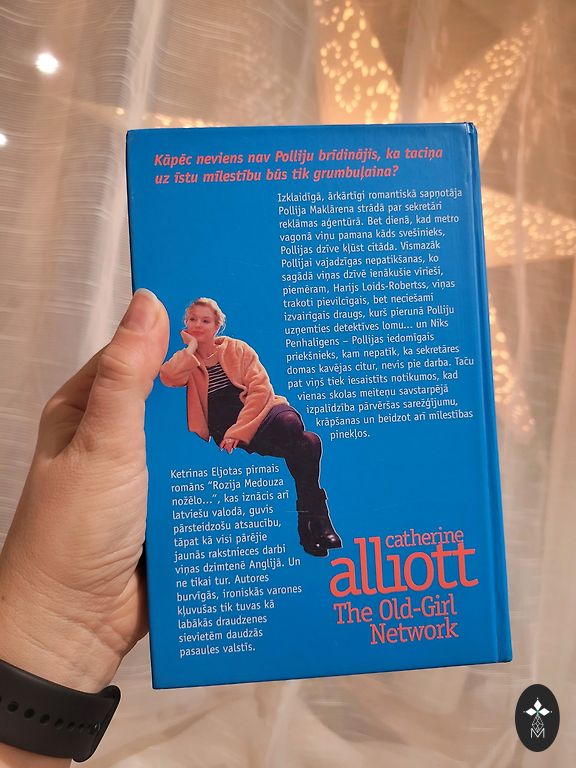 Kāpēc neviens nav Polliju brīdinājis, ka taciņa
uz īstu mīlestību būs tik grumbuļaina?
Izklaidīgā, ārkārtīgi romantiskā sapņotāja
Pollija Maklārena strādā par sekretāri
reklāmas aģentūrā. Bet dienā, kad metro
vagonā viņu pamana kāds svešinieks,
Pollijas dzīve kļūst citāda. Vismazāk
Pollijai vajadzīgas nepatikšanas, ko
sagādā viņas dzīvē ienākušie vīrieši,
piemēram, Harijs Loids-Robertss, viņas
trakoti pievilcīgais, bet neciešami
izvairīgais draugs, kurš pierunā Polliju
uzņemties detektīves lomu... un Niks
Penhaligens – Pollijas iedomīgais
priekšnieks, kam nepatīk, ka sekretāres
domas kavējas citur, nevis pie darba. Taču
pat viņš tiek iesaistīts notikumos, kad
vienas skolas meiteņu savstarpējā
izpalīdzība pārvēršas sarežģījumu,
krāpšanas un beidzot arī mīlestības
pinekļos.
Ketrinas Eljotas pirmais
romāns "Rozija Medouza
nožēlo...", kas iznācis arī
latviešu valodā, guvis
pārsteidzošu atsaucību,
tāpat kā visi pārējie
jaunās rakstnieces darbi
viņas dzimtenē Anglijā. Un
ne tikai tur. Autores
burvīgās, ironiskās varones
kļuvušas tik tuvas kā
labākās draudzenes
sievietēm daudzās
pasaules valstīs.
catherine
alliott
The Old-Girl
Network
M